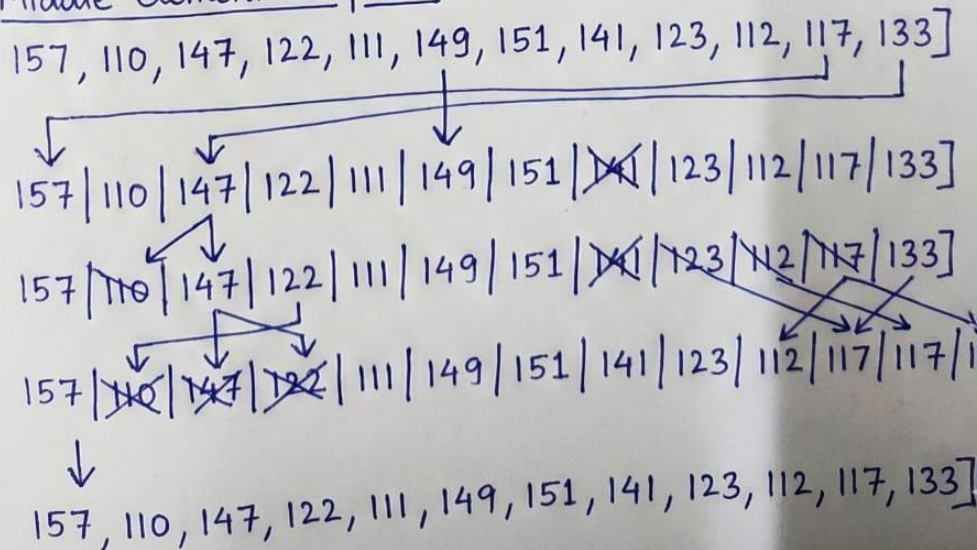 Middle
157, 110, 147, 122, 111, 149, 151, 141, 123, 112, 117, 133]
157 | 110 | 147 | 122 | 111 | 149 | 151 | 141 | 123 | 112 | 117 | 133]
157 | 110 | 147 | 122 | 111 | 149 | 151 | 141 | 123 | 112 | 117 | 133]
157 | 110 | 147 | 122 | 111 | 149 | 151 | 141 | 123 | 112 | 117 | 117 |
157, 110, 147, 122, 111, 149, 151, 141, 123, 112, 117, 133]